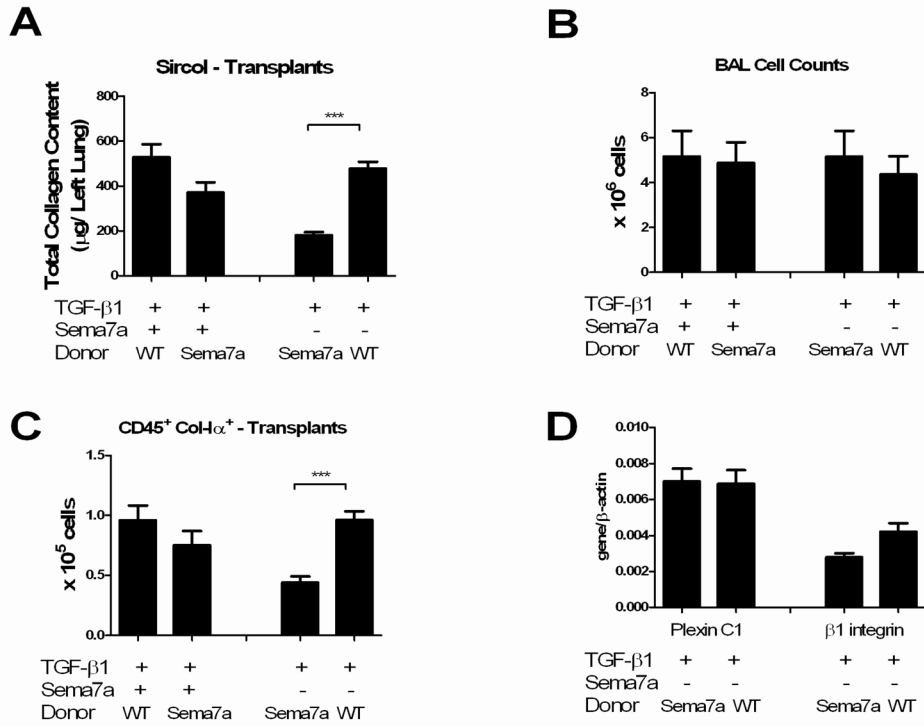 A
Sircol - Transplants
Total Collagen Content
(μg/ Left Lung)
800
600
400
200
0
***
TGF-β1 + + + +
Sema7a + + - -
Donor WT Sema7a Sema7a WT
B
BAL Cell Counts
x 10⁶ cells
8
6
4
2
0
TGF-β1 + + + +
Sema7a + + - -
Donor WT Sema7a Sema7a WT
C
CD45⁺ Col-Iα⁺ - Transplants
x 10⁵ cells
1.5
1.0
0.5
0.0
***
TGF-β1 + + + +
Sema7a + + - -
Donor WT Sema7a Sema7a WT
D
gene/β-actin
0.010
0.008
0.006
0.004
0.002
0.000
Plexin C1 β1 integrin
TGF-β1 + + + +
Sema7a - - - -
Donor Sema7a WT Sema7a WT